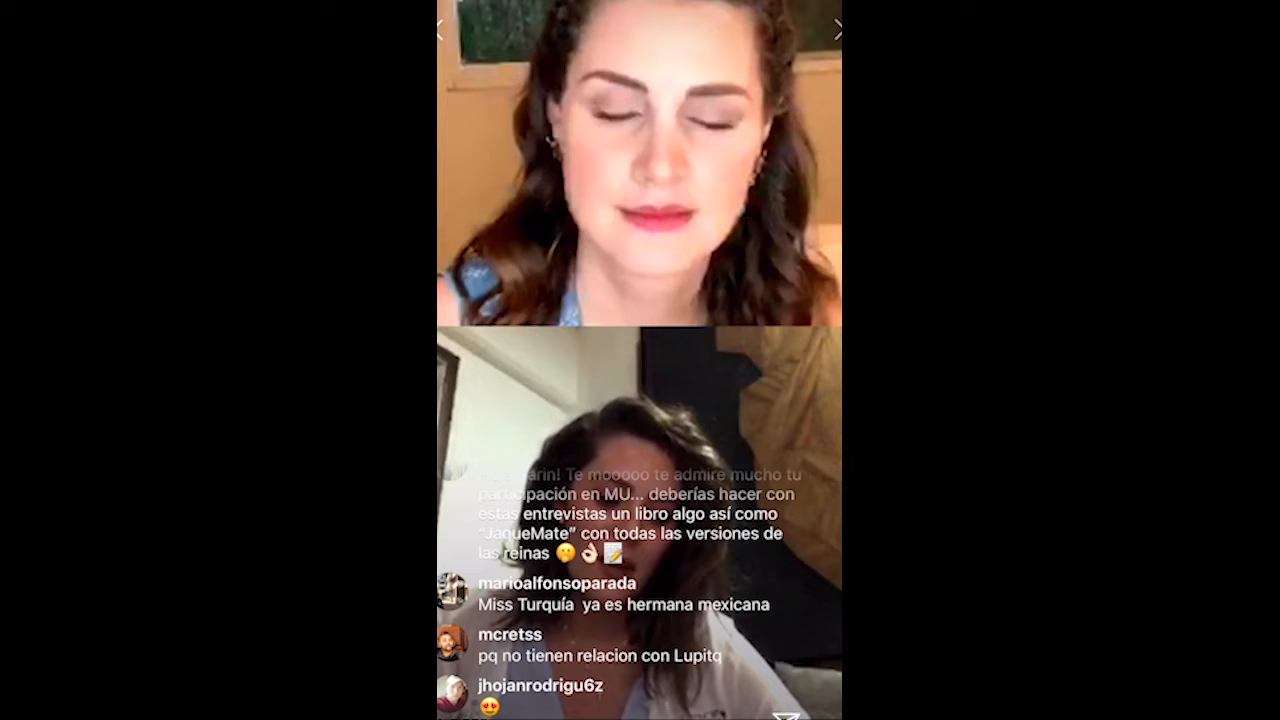 arin! Te mooooo te admire mucho tu
participación en MU... deberías hacer con
estas entrevistas un libro algo así como
“JaqueMate” con todas las versiones de
las reinas 🤭👌🏻📝
marioalfonsoparada
Miss Turquía ya es hermana mexicana
mcretss
pq no tienen relacion con Lupitq
jhojanrodrigu6z
😍